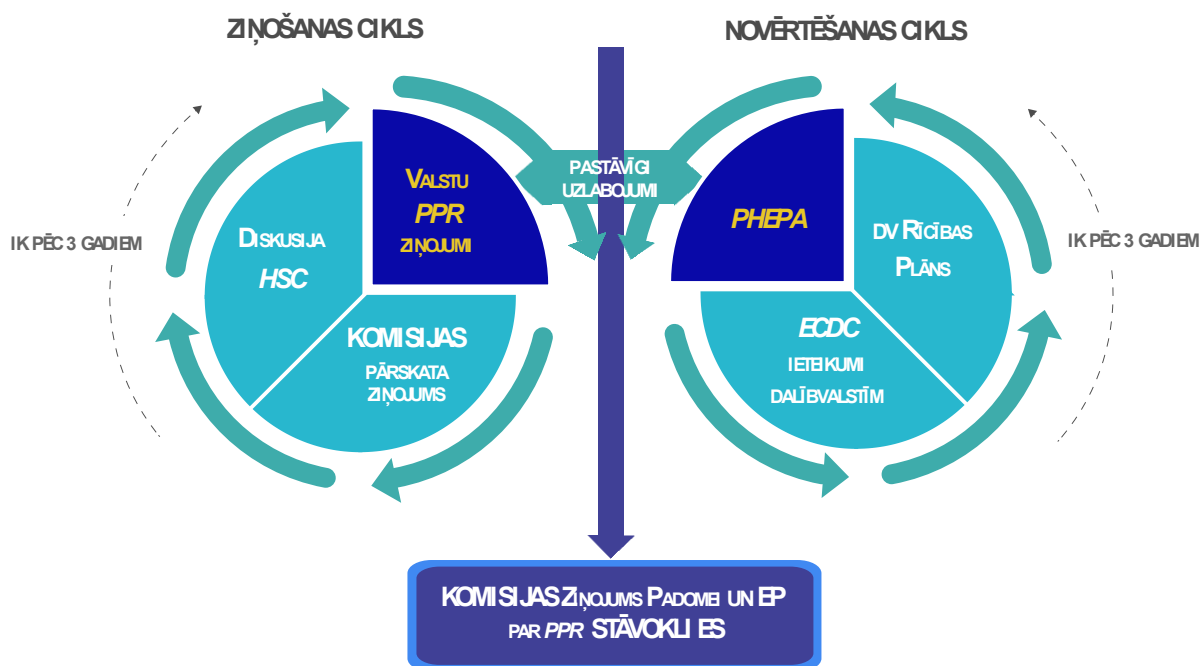 ZIŅOŠANAS CIKLS
NOVĒRTĒŠANAS CIKLS
IK PĒC 3 GADIEM
DISKUSIJA
HSC
VALSTU
PPR
ZIŅOJUMI
KOMISIJAS
PĀRSKATA
ZIŅOJUMS
PASTĀVĪGI
UZLABOJUMI
PHEPA
DV RĪCĪBAS
PLĀNS
ECDC
IETEIKUMI
DALĪBVALSTĪM
IK PĒC 3 GADIEM
KOMISIJAS ZIŅOJUMS PADOMEI UN EP
PAR PPR STĀVOKLI ES